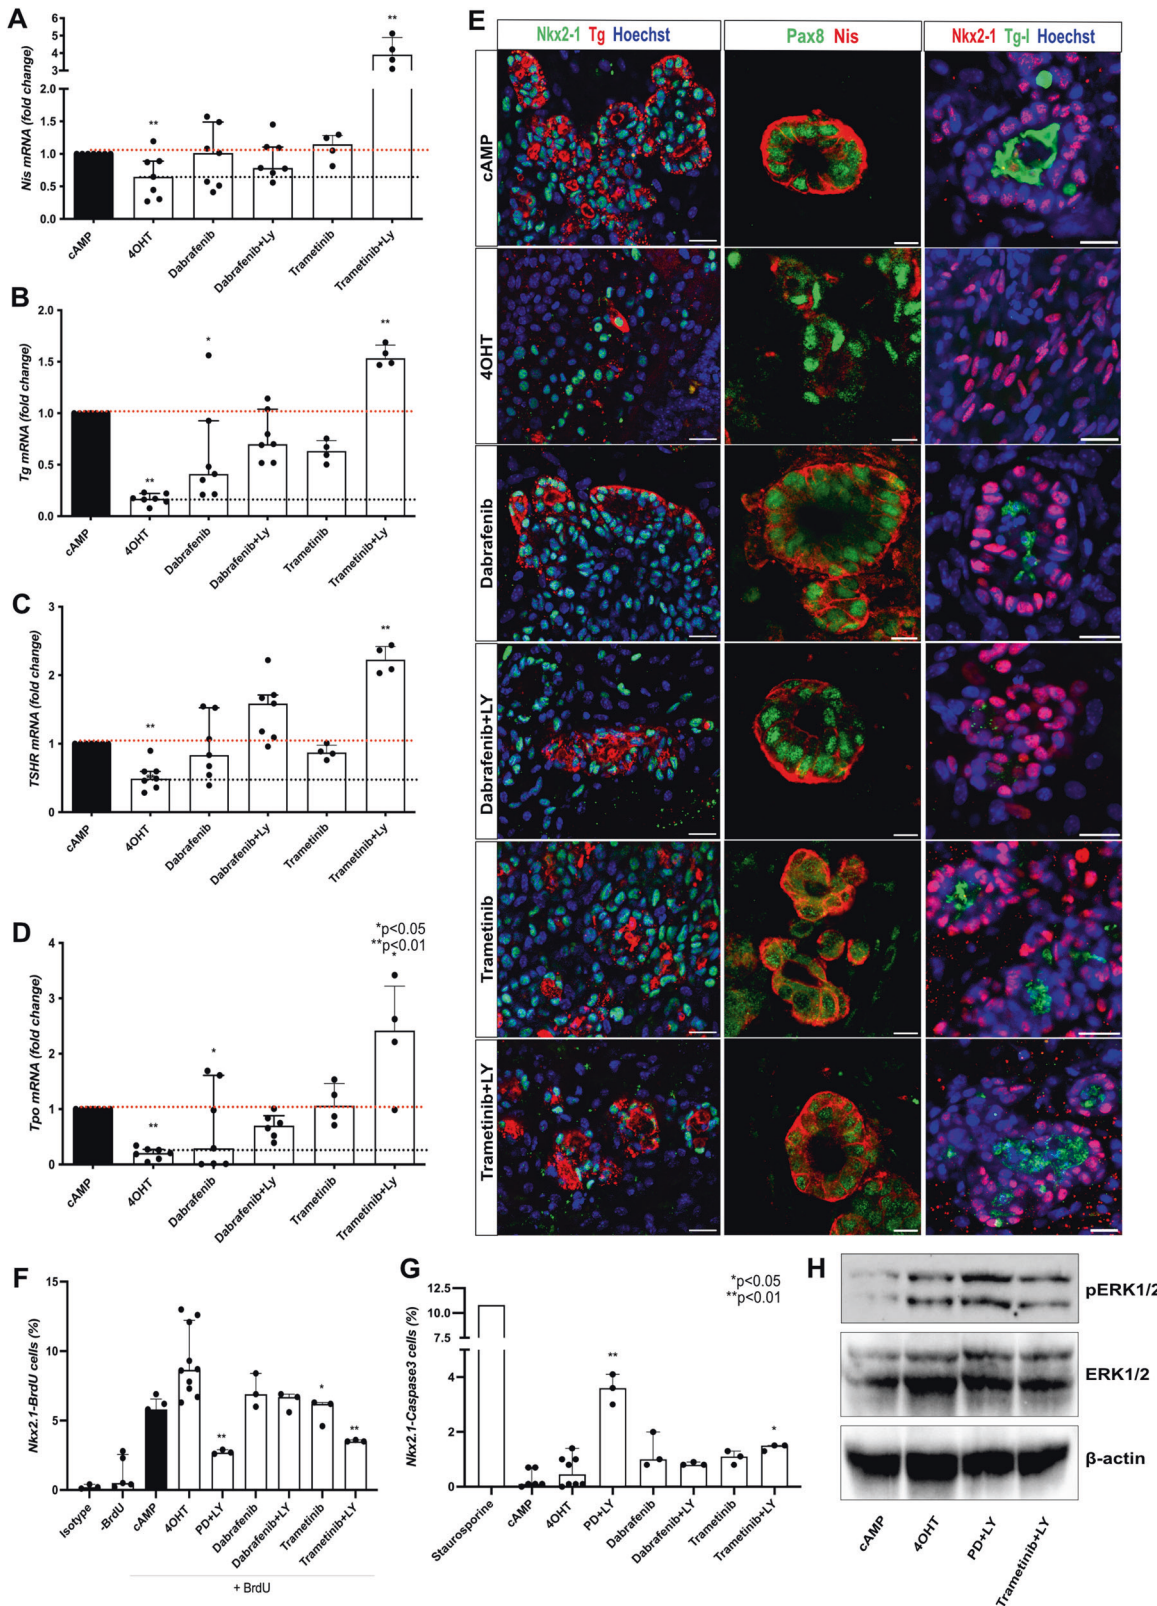 A
Nis mRNA (fold change)
6
5
4
3
2.0
1.5
1.0
0.5
0.0
**
**
cAMP
4OHT
Dabrafenib
Dabrafenib+Ly
Trametinib
Trametinib+Ly
B
Tg mRNA (fold change)
2.0
1.5
1.0
0.5
0.0
**
*
**
cAMP
4OHT
Dabrafenib
Dabrafenib+Ly
Trametinib
Trametinib+Ly
C
TSHR mRNA (fold change)
3
2
1
0
**
**
cAMP
4OHT
Dabrafenib
Dabrafenib+Ly
Trametinib
Trametinib+Ly
D
Tpo mRNA (fold change)
*p<0.05
**p<0.01
4
3
2
1
0
**
*
*
cAMP
4OHT
Dabrafenib
Dabrafenib+Ly
Trametinib
Trametinib+Ly
E
Nkx2-1 Tg Hoechst
Pax8 Nis
Nkx2-1 Tg-I Hoechst
cAMP
4OHT
Dabrafenib
Dabrafenib+LY
Trametinib
Trametinib+LY
F
Nkx2.1-BrdU cells (%)
15
10
5
0
**
*
**
Isotype
-BrdU
cAMP
4OHT
PD+LY
Dabrafenib
Dabrafenib+LY
Trametinib
Trametinib+LY
+ BrdU
G
Nkx2.1-Caspase3 cells (%)
*p<0.05
**p<0.01
10.0
7.5
4
2
0
**
*
Staurosporine
cAMP
4OHT
PD+LY
Dabrafenib
Dabrafenib+LY
Trametinib
Trametinib+LY
H
pERK1/2
ERK1/2
β-actin
cAMP
4OHT
PD+LY
Trametinib+LY